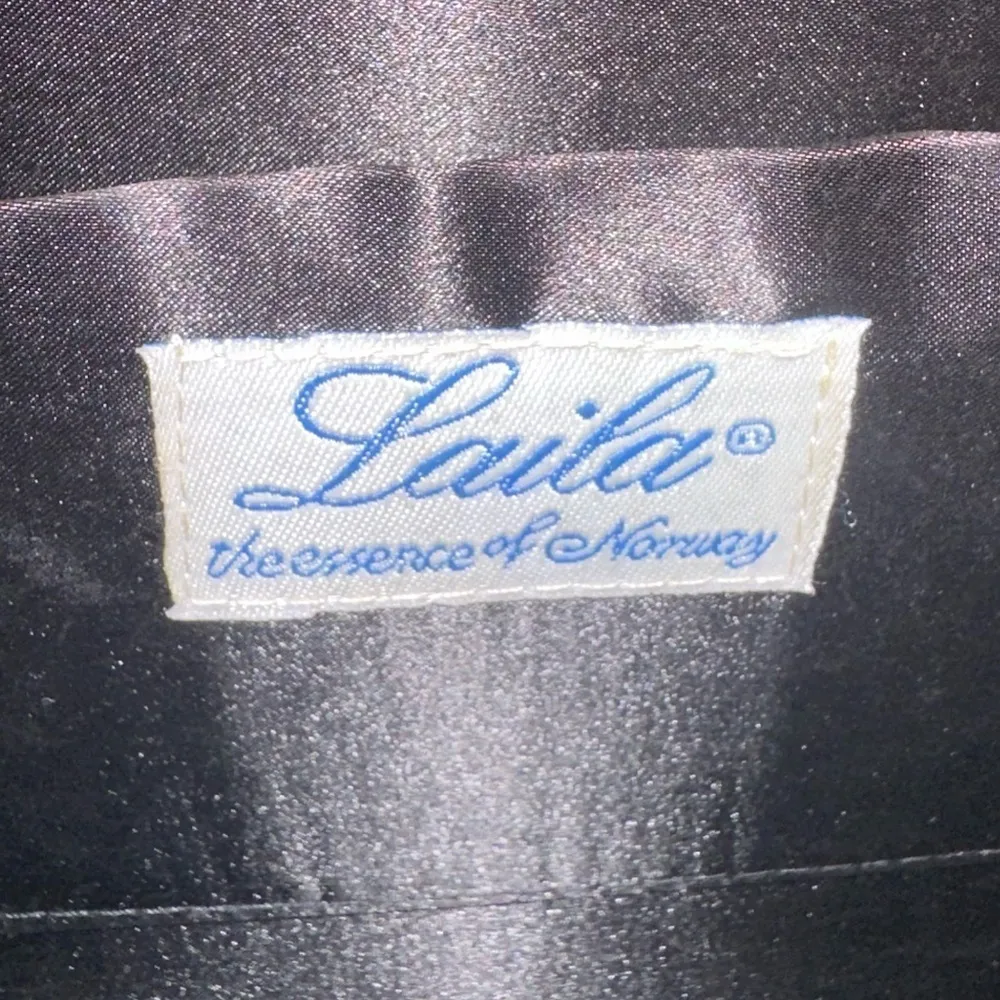 Laila®
the essence of Norway